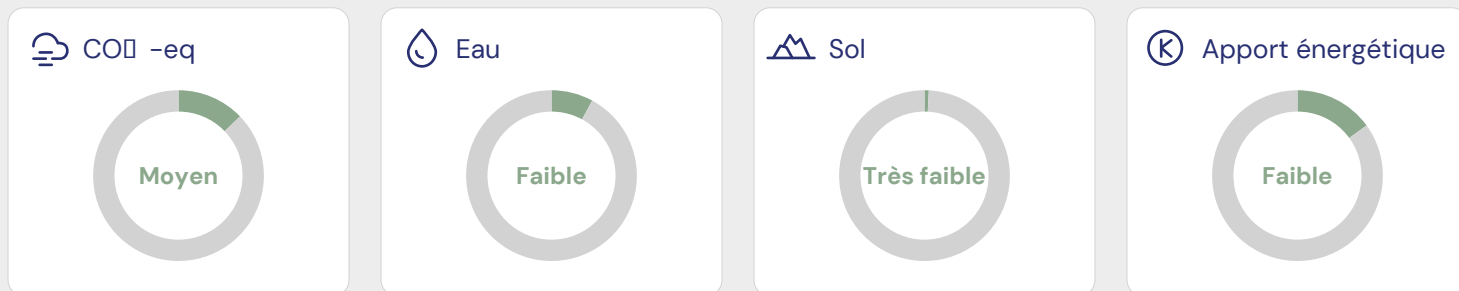 CO▯ -eq
Moyen
Eau
Faible
Sol
Très faible
Apport énergétique
Faible